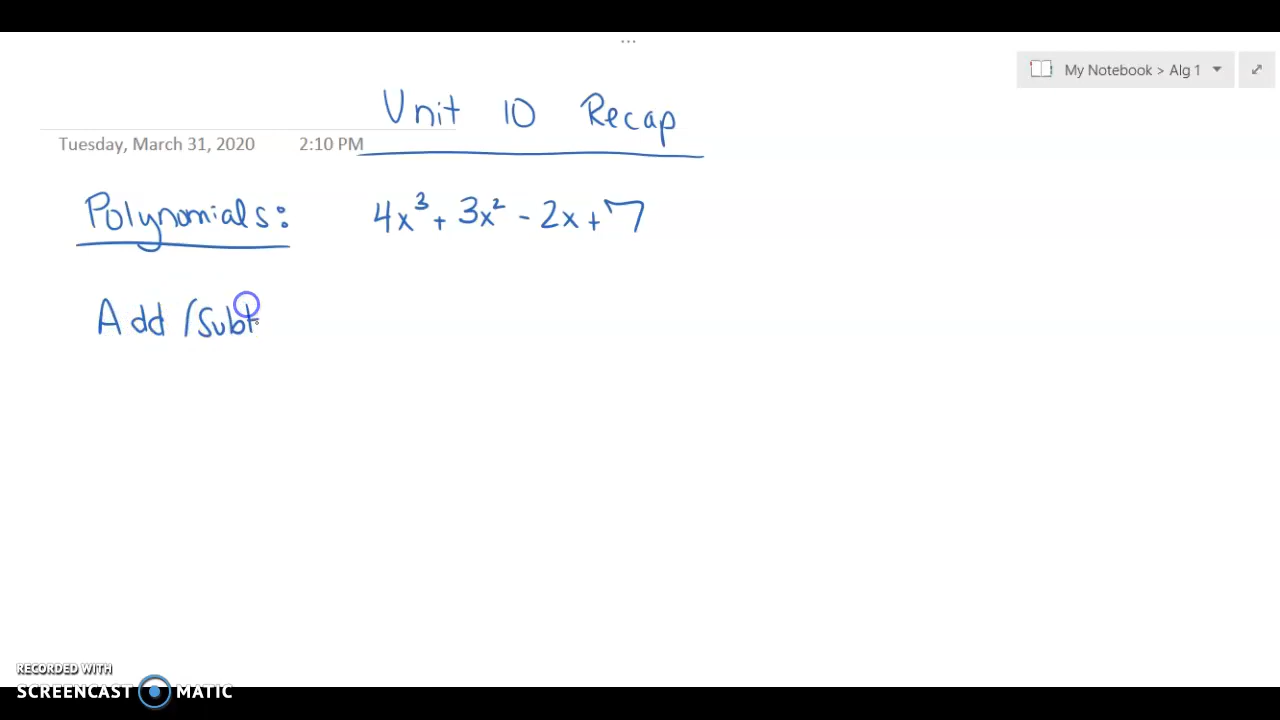 ...
My Notebook > Alg 1
Unit 10 Recap
Tuesday, March 31, 2020 2:10 PM
Polynomials: 4x³ + 3x² - 2x + 7
Add /Subt
RECORDED WITH
SCREENCAST MATIC